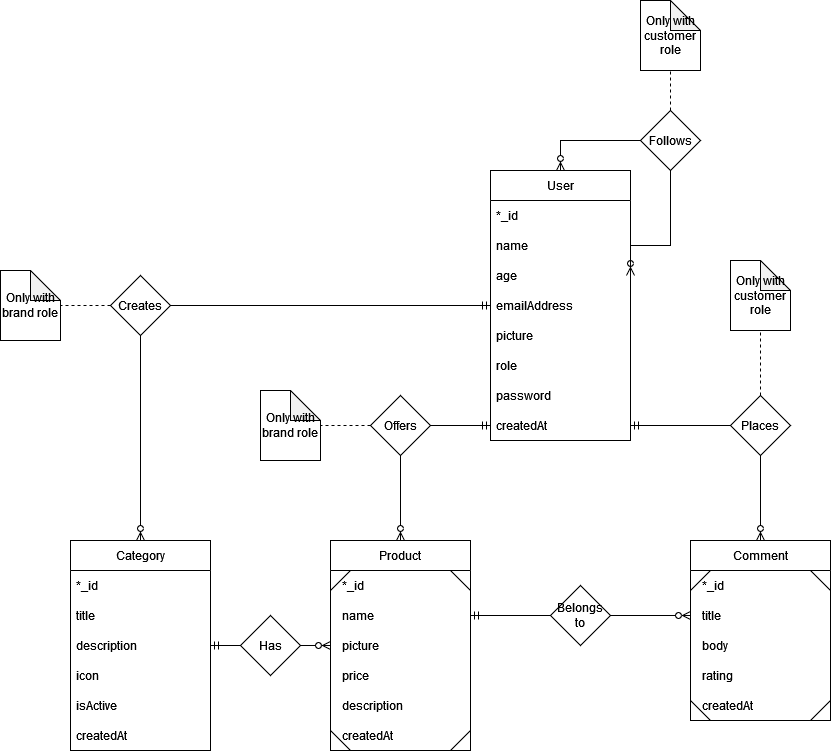 Only with
customer
role
Follows
User
*_id
name
age
emailAddress
picture
role
password
createdAt
Only with
brand role
Creates
Only with
customer
role
Only with
brand role
Offers
Places
Category
*_id
title
description
icon
isActive
createdAt
Has
Product
*_id
name
picture
price
description
createdAt
Belongs
to
Comment
*_id
title
body
rating
createdAt